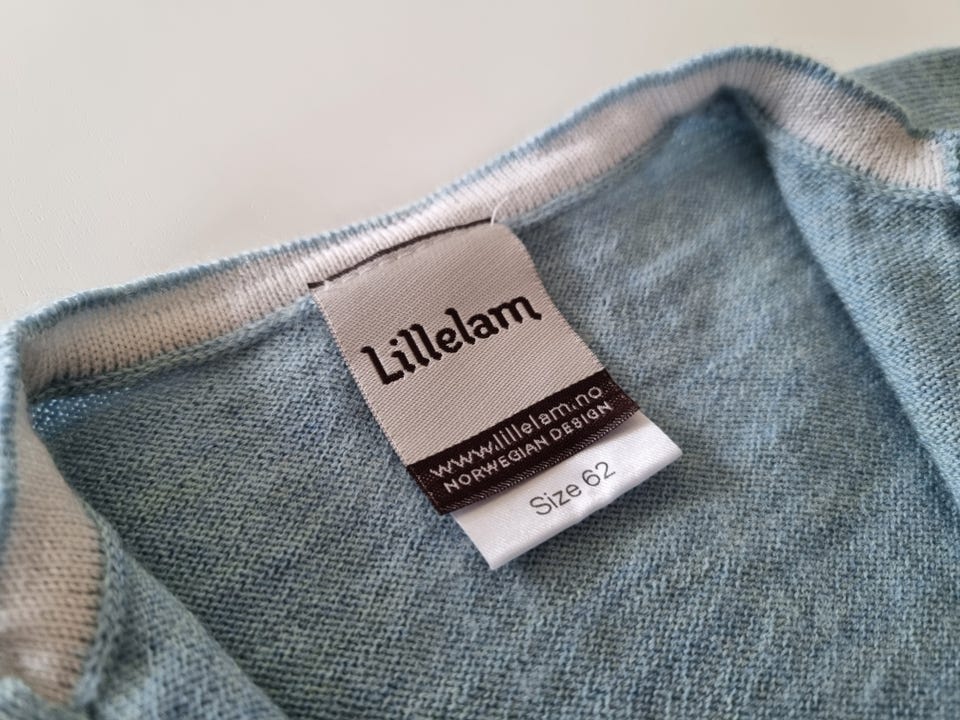 Lillelam
www.lillelam.no
NORWEGIAN DESIGN
Size 62